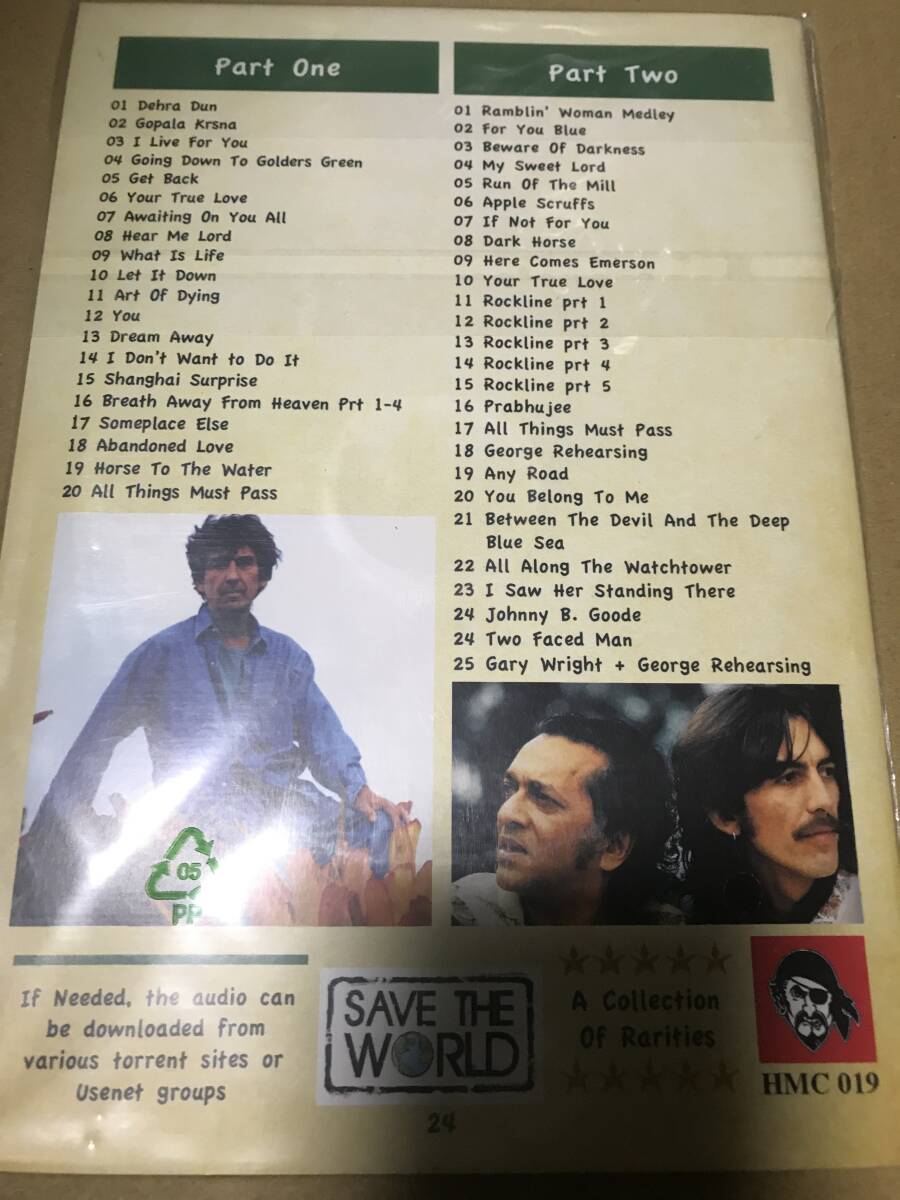 Part One
01 Dehra Dun
02 Gopala Krsna
03 I Live For You
04 Going Down To Golders Green
05 Get Back
06 Your True Love
07 Awaiting On You All
08 Hear Me Lord
09 What Is Life
10 Let It Down
11 Art Of Dying
12 You
13 Dream Away
14 I Don't Want to Do It
15 Shanghai Surprise
16 Breath Away From Heaven Prt 1-4
17 Someplace Else
18 Abandoned Love
19 Horse To The Water
20 All Things Must Pass
Part Two
01 Ramblin' Woman Medley
02 For You Blue
03 Beware Of Darkness
04 My Sweet Lord
05 Run Of The Mill
06 Apple Scruffs
07 If Not For You
08 Dark Horse
09 Here Comes Emerson
10 Your True Love
11 Rockline prt 1
12 Rockline prt 2
13 Rockline prt 3
14 Rockline prt 4
15 Rockline prt 5
16 Prabhujee
17 All Things Must Pass
18 George Rehearsing
19 Any Road
20 You Belong To Me
21 Between The Devil And The Deep
Blue Sea
22 All Along The Watchtower
23 I Saw Her Standing There
24 Johnny B. Goode
24 Two Faced Man
25 Gary Wright + George Rehearsing
05
PP
If Needed, the audio can
be downloaded from
various torrent sites or
Usenet groups
SAVE THE
WORLD
A Collection
Of Rarities
HMC 019
24